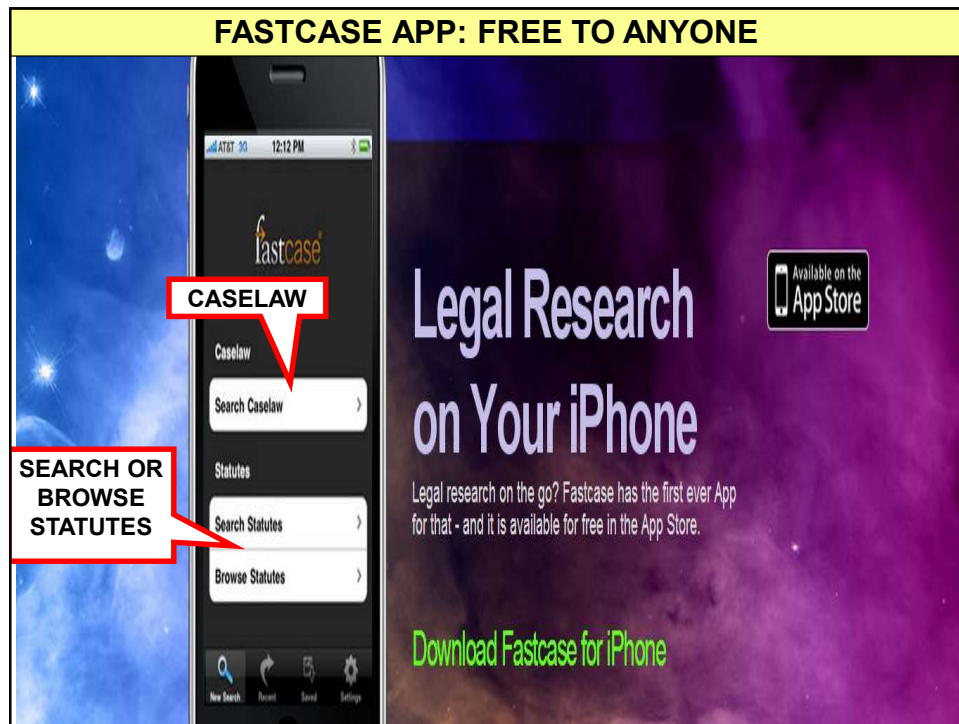 FASTCASE APP: FREE TO ANYONE
AT&T 3G 12:12 PM
fastcase®
CASELAW
Caselaw
Search Caselaw
SEARCH OR
BROWSE
STATUTES
Statutes
Search Statutes
Browse Statutes
New Search Recent Saved Settings
Legal Research
on Your iPhone
Available on the
App Store
Legal research on the go? Fastcase has the first ever App
for that - and it is available for free in the App Store.
Download Fastcase for iPhone